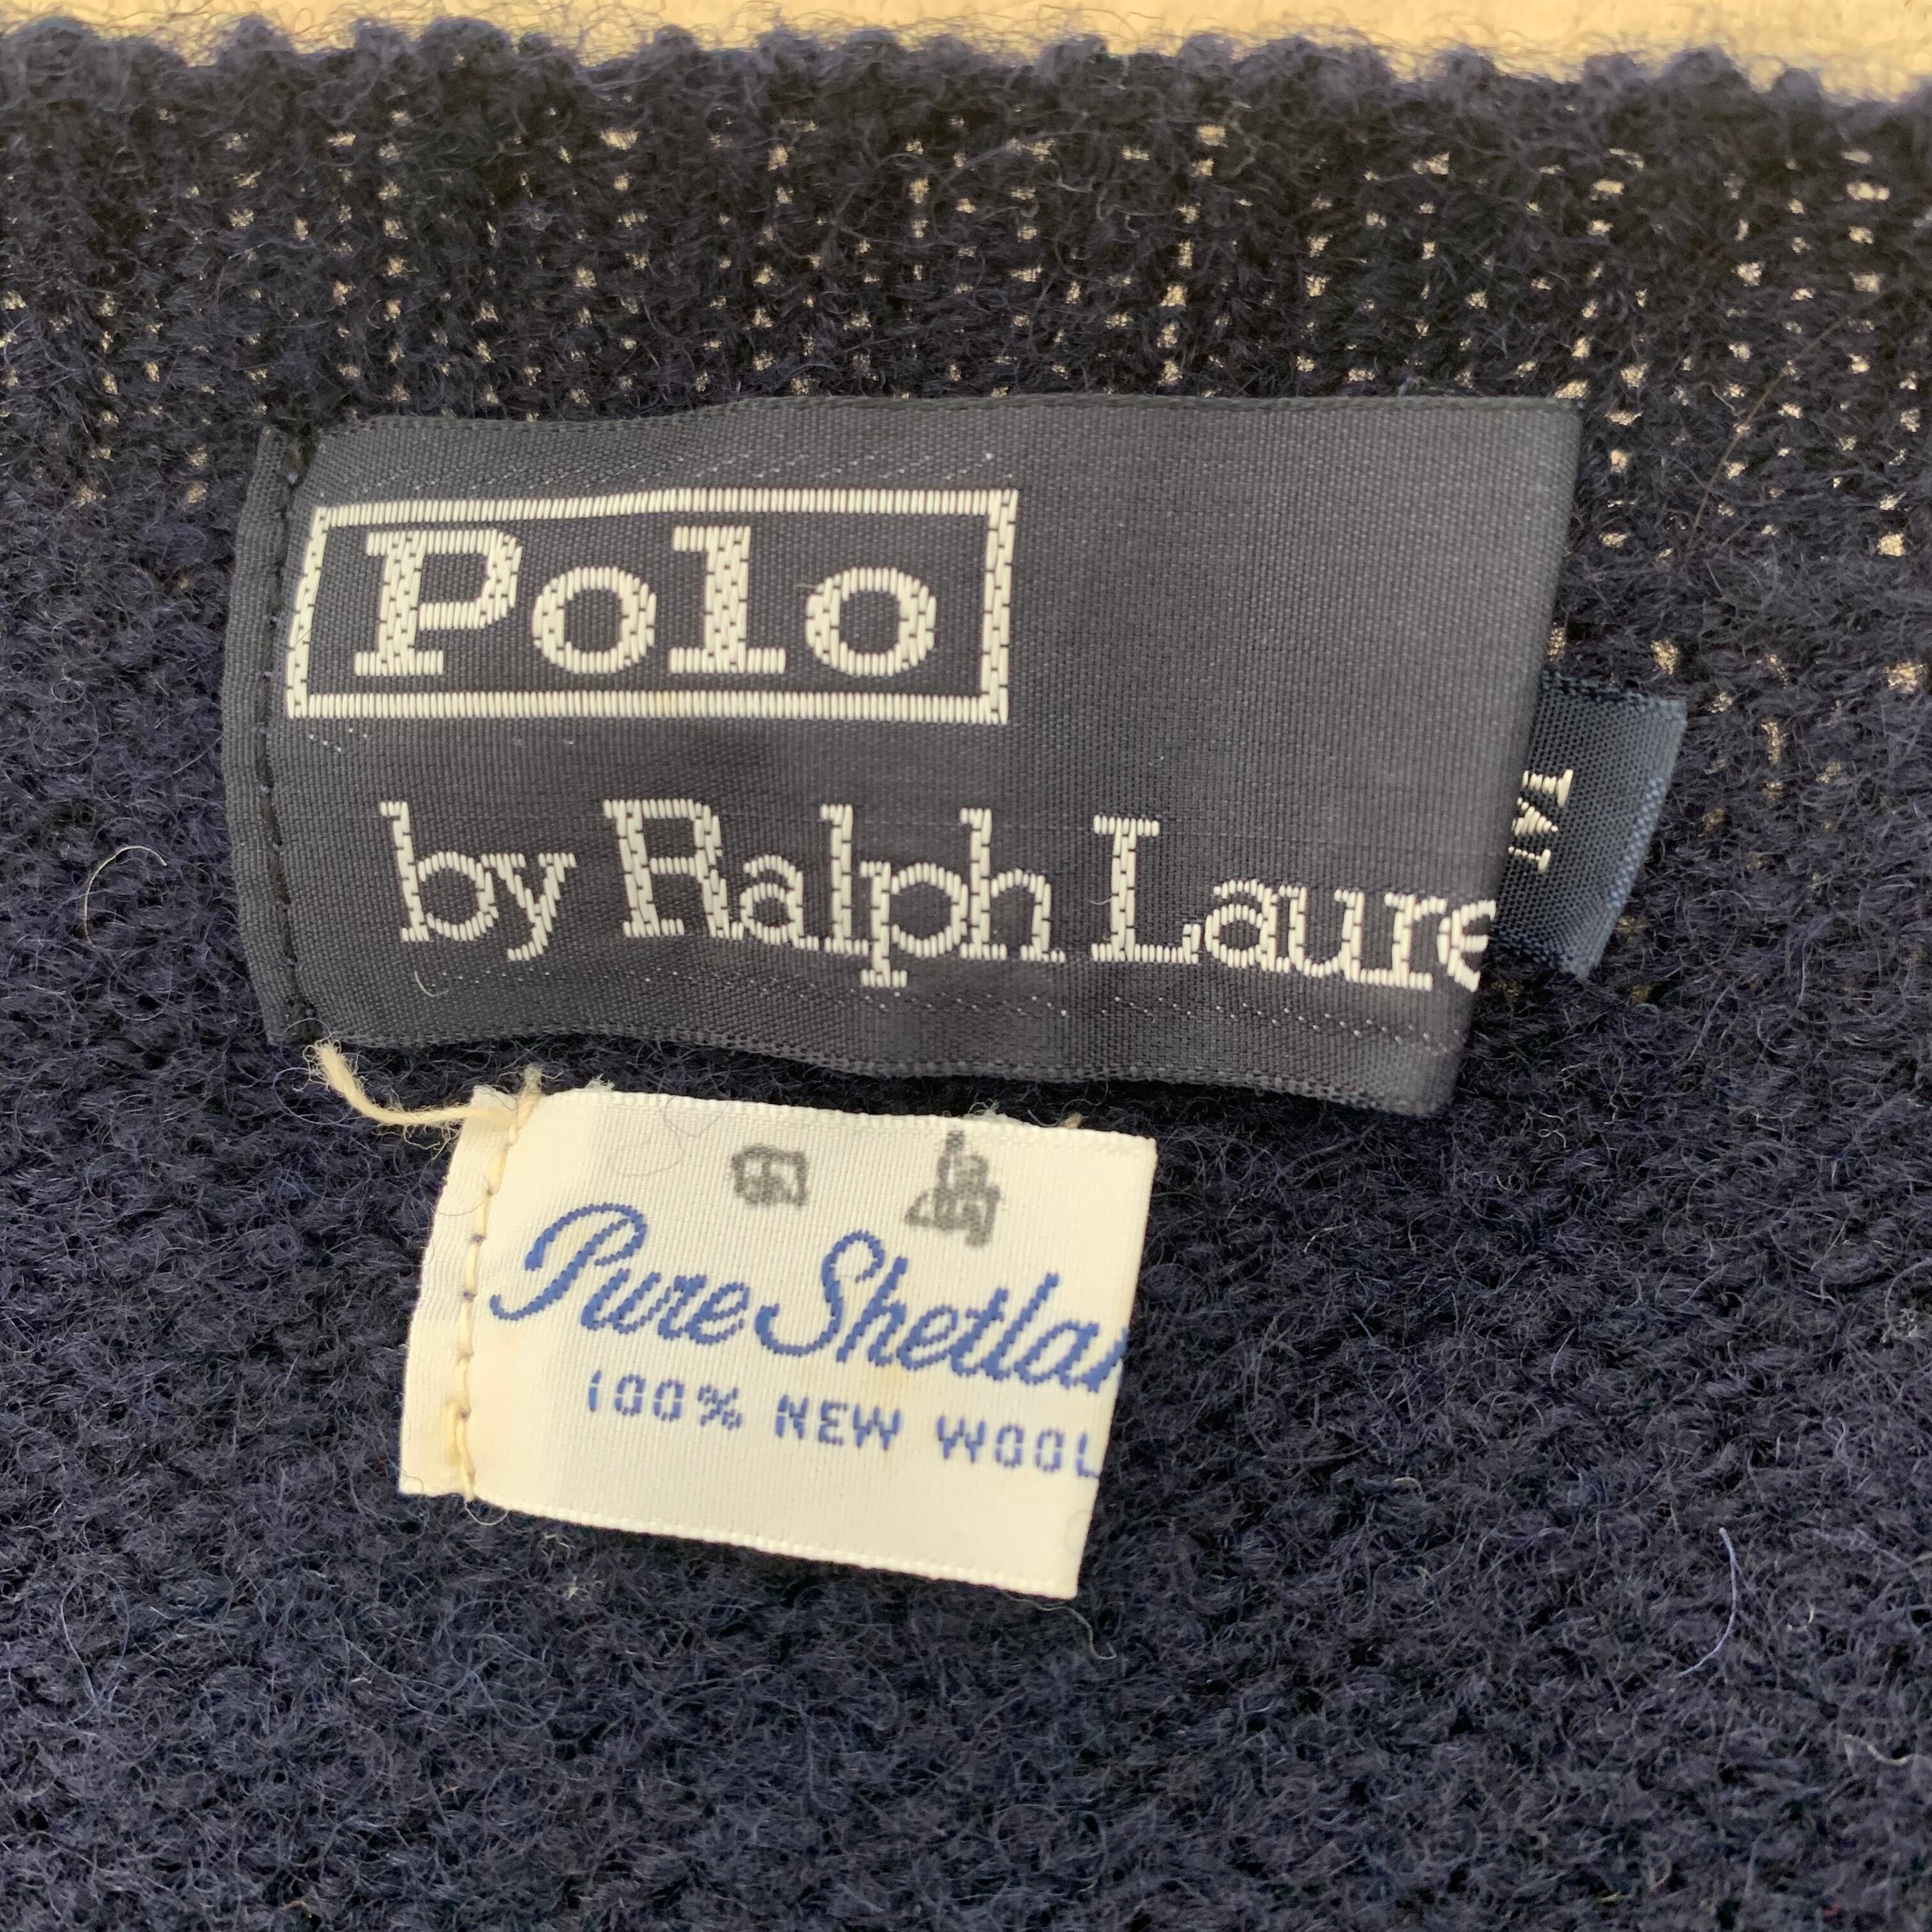 Polo
by Ralph Laure
M
Pure Shetla
100% NEW WOOL